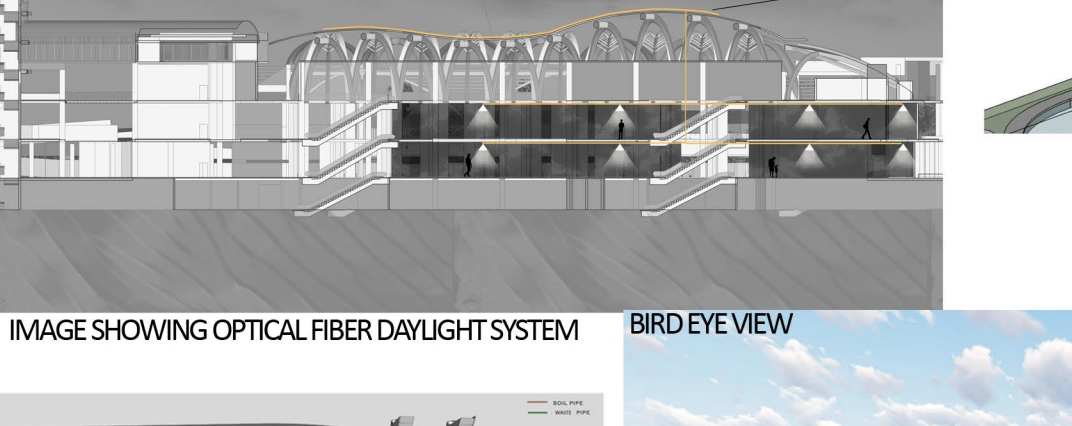 IMAGE SHOWING OPTICAL FIBER DAYLIGHT SYSTEM
BIRD EYE VIEW
SOIL PIPE
WASTE PIPE